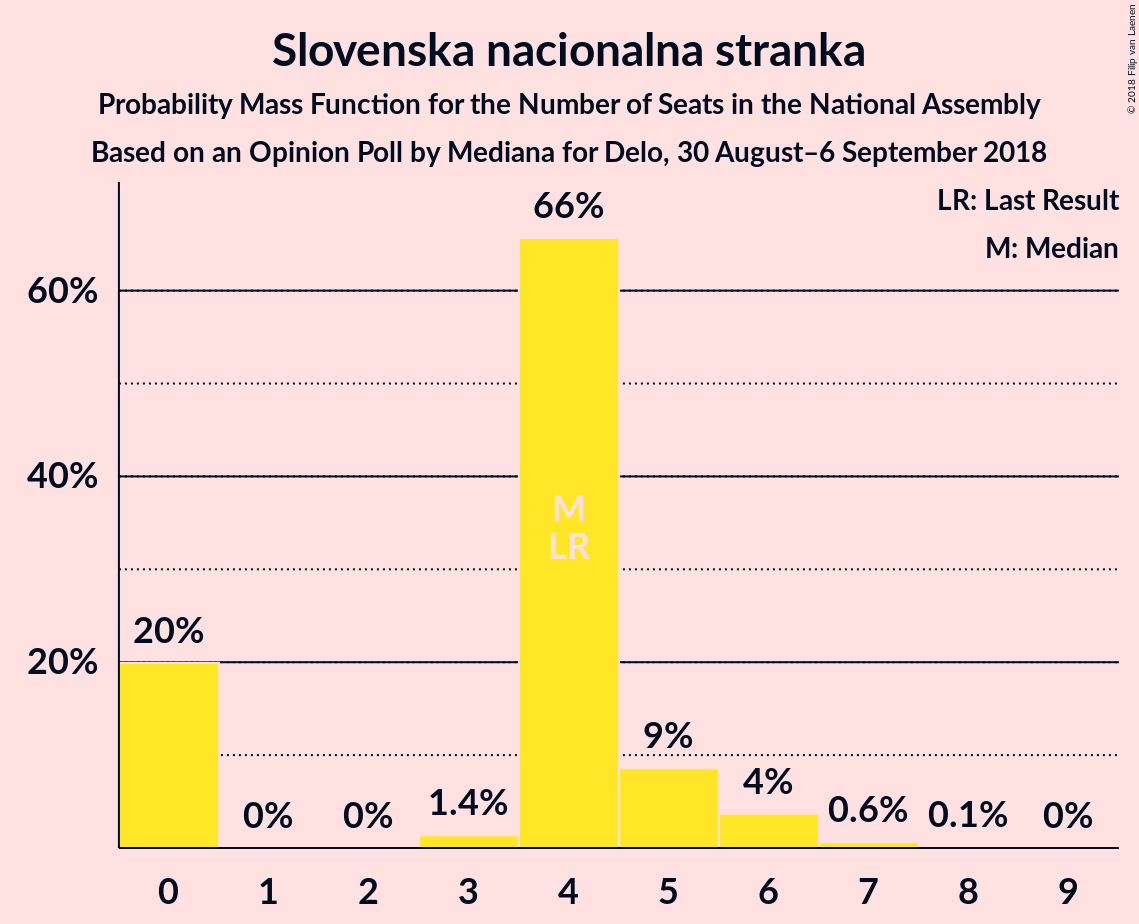 Slovenska nacionalna stranka
Probability Mass Function for the Number of Seats in the National Assembly
Based on an Opinion Poll by Mediana for Delo, 30 August–6 September 2018
© 2018 Filip van Laenen
LR: Last Result
M: Median
60%
40%
20%
20%
0%
0%
1.4%
66%
M
LR
9%
4%
0.6%
0.1%
0%
0 1 2 3 4 5 6 7 8 9